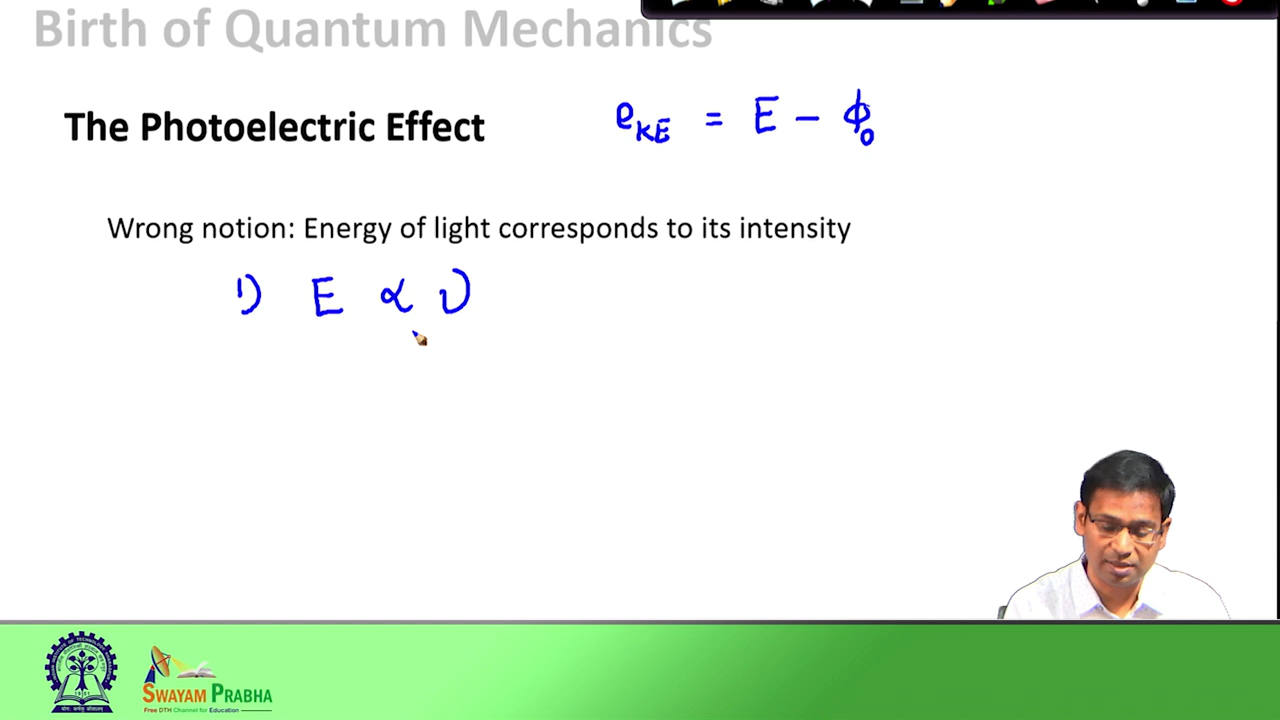 Birth of Quantum Mechanics
The Photoelectric Effect
e_KE = E − ϕ_0
Wrong notion: Energy of light corresponds to its intensity
1) E ∝ ν
SWAYAM PRABHA
Free DTH Channel for Education